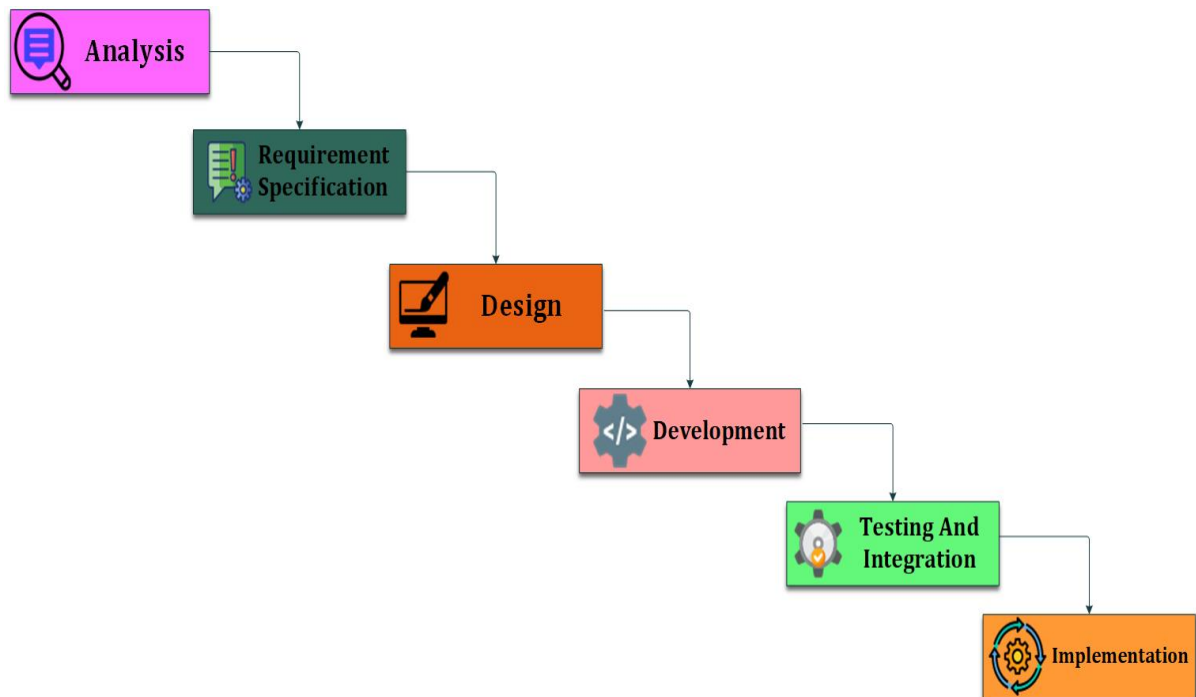 Analysis
Requirement
Specification
Design
</>
Development
Testing And
Integration
Implementation